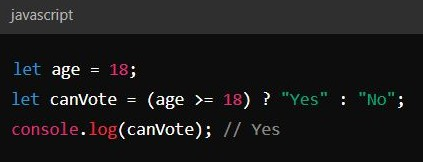 javascript
let age = 18;
let canVote = (age >= 18) ? "Yes" : "No";
console.log(canVote); // Yes